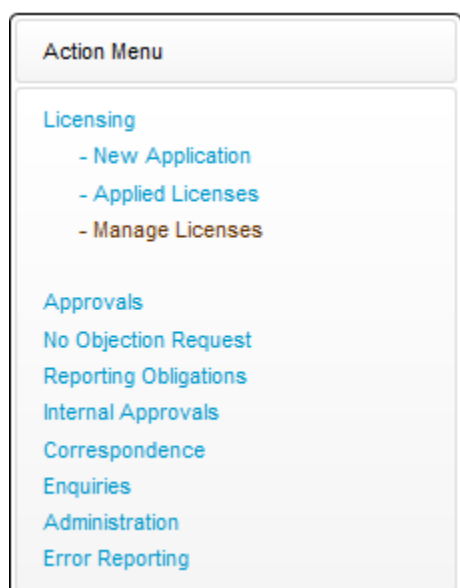 Action Menu
Licensing
- New Application
- Applied Licenses
- Manage Licenses
Approvals
No Objection Request
Reporting Obligations
Internal Approvals
Correspondence
Enquiries
Administration
Error Reporting